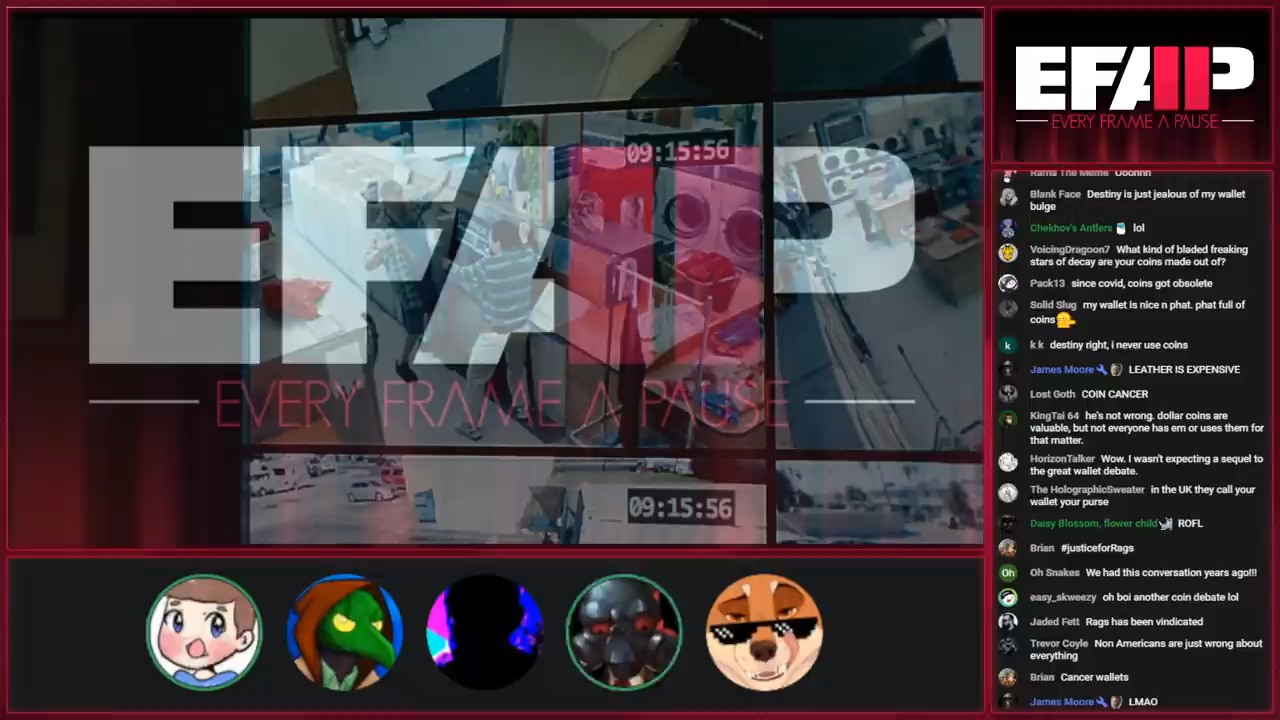 EFAP
EVERY FRAME A PAUSE
09:15:56
09:15:56
EFAP
EVERY FRAME A PAUSE
Rama The Meme Ooohhh
Blank Face Destiny is just jealous of my wallet
bulge
Chekhov's Antlers lol
VoicingDragoon7 What kind of bladed freaking
stars of decay are your coins made out of?
Pack13 since covid, coins got obsolete
Solid Slug my wallet is nice n phat. phat full of
coins
k k destiny right, i never use coins
James Moore LEATHER IS EXPENSIVE
Lost Goth COIN CANCER
KingTai 64 he's not wrong. dollar coins are
valuable, but not everyone has em or uses them for
that matter.
HorizonTalker Wow. I wasn't expecting a sequel to
the great wallet debate.
The HolographicSweater in the UK they call your
wallet your purse
Daisy Blossom, flower child ROFL
Brian #justiceforRags
Oh Oh Snakes We had this conversation years ago!!!
easy_skweezy oh boi another coin debate lol
Jaded Fett Rags has been vindicated
Trevor Coyle Non Americans are just wrong about
everything
Brian Cancer wallets
James Moore LMAO